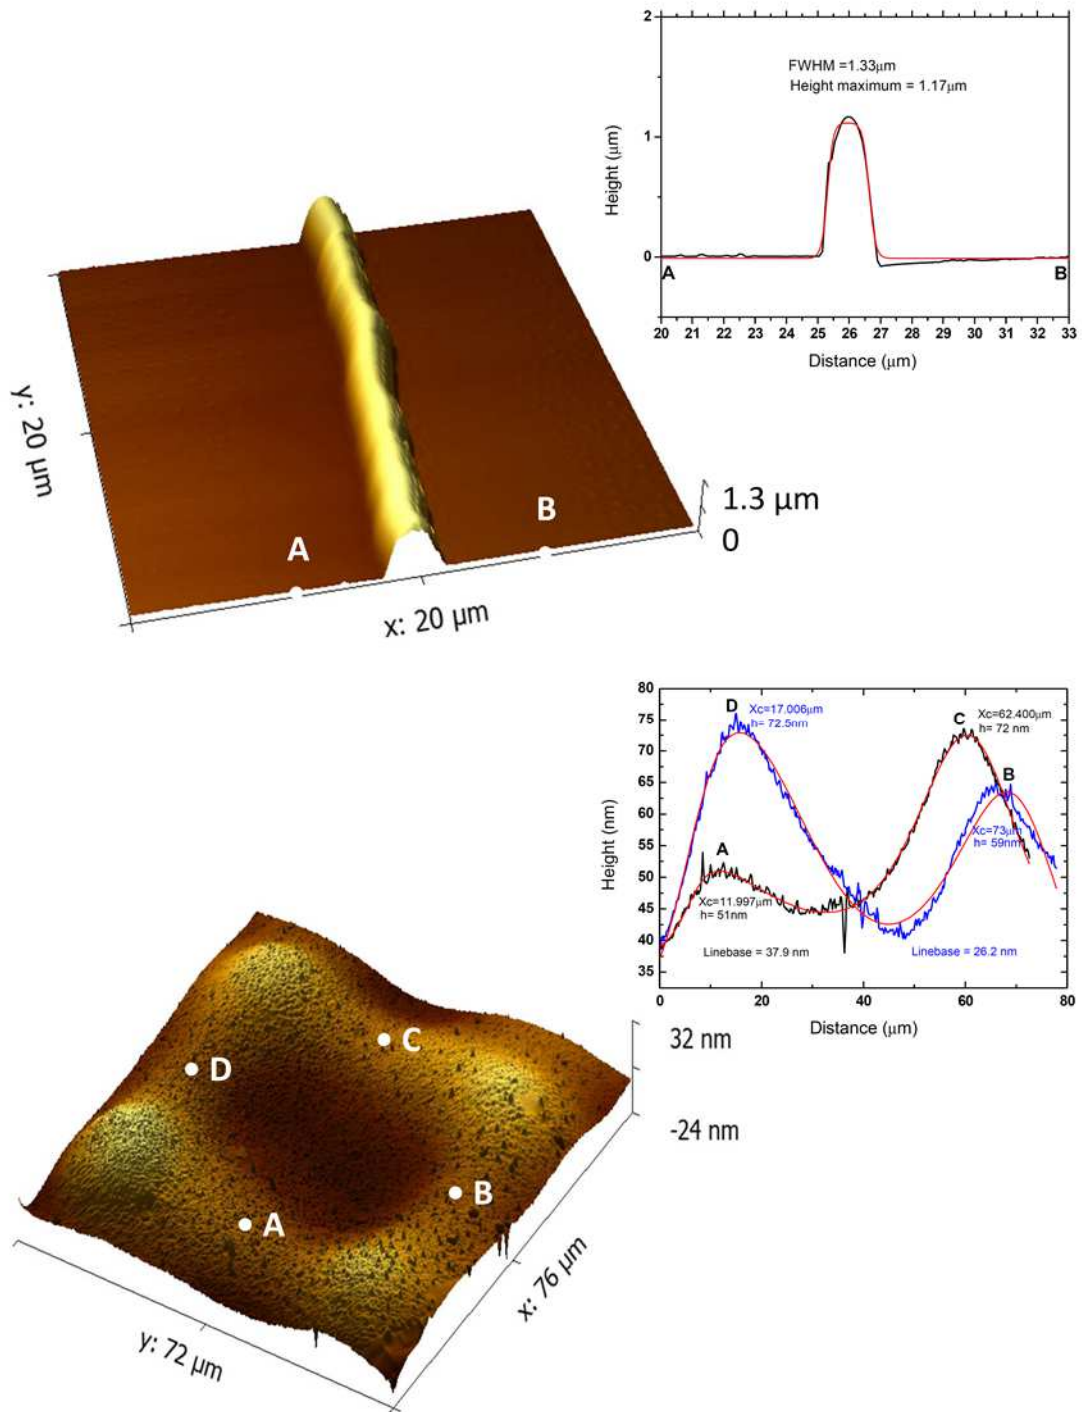 2
FWHM =1.33μm
Height maximum = 1.17μm
1
Height (μm)
0
A
B
20 21 22 23 24 25 26 27 28 29 30 31 32 33
Distance (μm)
y: 20 μm
A
B
1.3 μm
0
x: 20 μm
80
75
70
65
60
55
50
45
40
35
Height (nm)
D
Xc=17.006μm
h= 72.5nm
C
Xc=62.400μm
h= 72 nm
B
Xc=73μm
h= 59nm
A
Xc=11.997μm
h= 51nm
Linebase = 37.9 nm
Linebase = 26.2 nm
0 20 40 60 80
Distance (μm)
C
D
32 nm
-24 nm
B
A
x: 76 μm
y: 72 μm